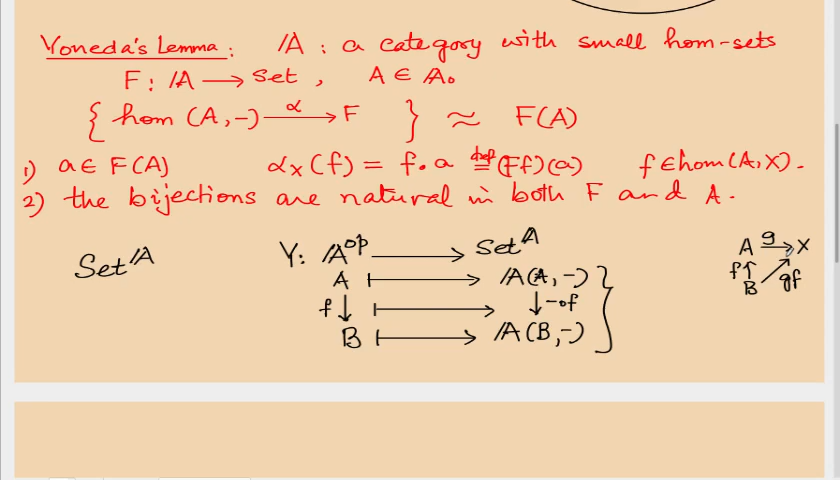 Yoneda's Lemma: 𝔸: a category with small hom-sets
F: 𝔸 ⟶ Set, A ∈ 𝔸₀
{ hom (A,-) –α→ F } ≈ F(A)
1) a ∈ F(A) αx(f) = f·a ≝ (Ff)(a) f ∈ hom(A,X).
2) the bijections are natural in both F and A.
Set^𝔸 Y: 𝔸^op ⟶ Set^𝔸
A ⟼ 𝔸(A,-)
f↓ ⟼ ↓-∘f
B ⟼ 𝔸(B,-)
A –g→ X
f↑ ↗ gf
B